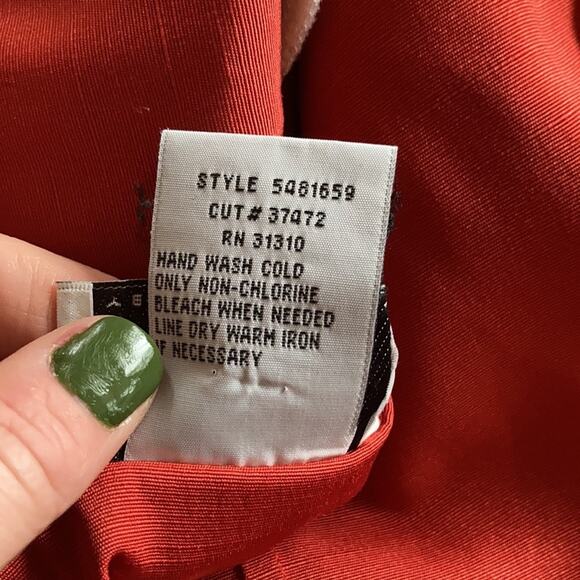 STYLE 5481659
CUT# 37472
RN 31310
HAND WASH COLD
ONLY NON-CHLORINE
BLEACH WHEN NEEDED
LINE DRY WARM IRON
IF NECESSARY